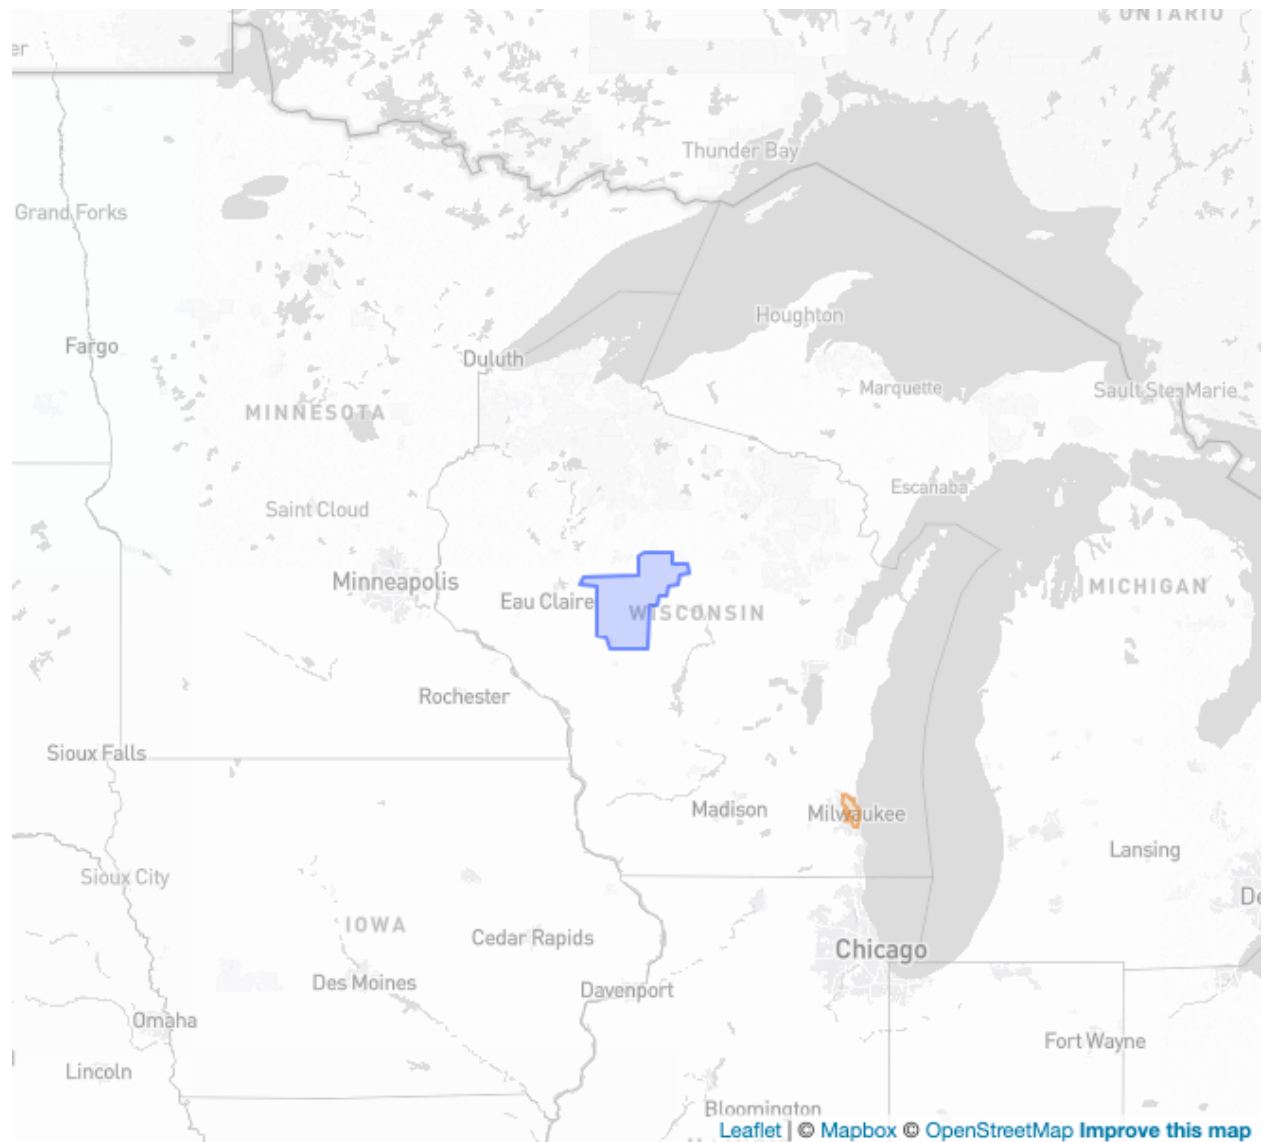 ONTARIO
er
Thunder Bay
Grand Forks
Houghton
Fargo
Duluth
Marquette
Sault Ste. Marie
MINNESOTA
Escanaba
Saint Cloud
Minneapolis
MICHIGAN
Eau Claire
WISCONSIN
Rochester
Sioux Falls
Madison
Milwaukee
Lansing
Sioux City
De
IOWA
Cedar Rapids
Chicago
Des Moines
Davenport
Omaha
Fort Wayne
Lincoln
Bloomington
Leaflet | © Mapbox © OpenStreetMap Improve this map